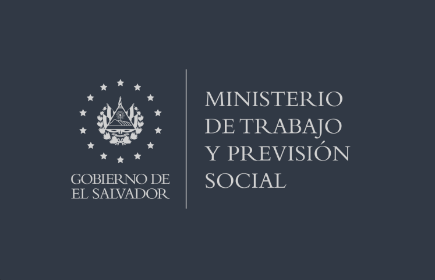 GOBIERNO DE
EL SALVADOR
MINISTERIO
DE TRABAJO
Y PREVISIÓN
SOCIAL